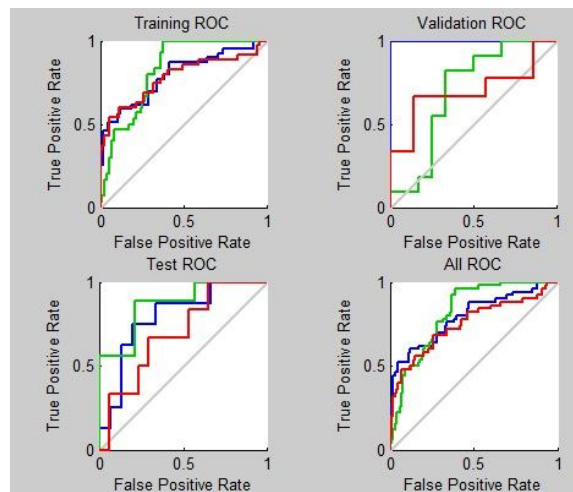 Training ROC
True Positive Rate
1
0.5
0
0
0.5
1
False Positive Rate
Validation ROC
True Positive Rate
1
0.5
0
0
0.5
1
False Positive Rate
Test ROC
True Positive Rate
1
0.5
0
0
0.5
1
False Positive Rate
All ROC
True Positive Rate
1
0.5
0
0
0.5
1
False Positive Rate